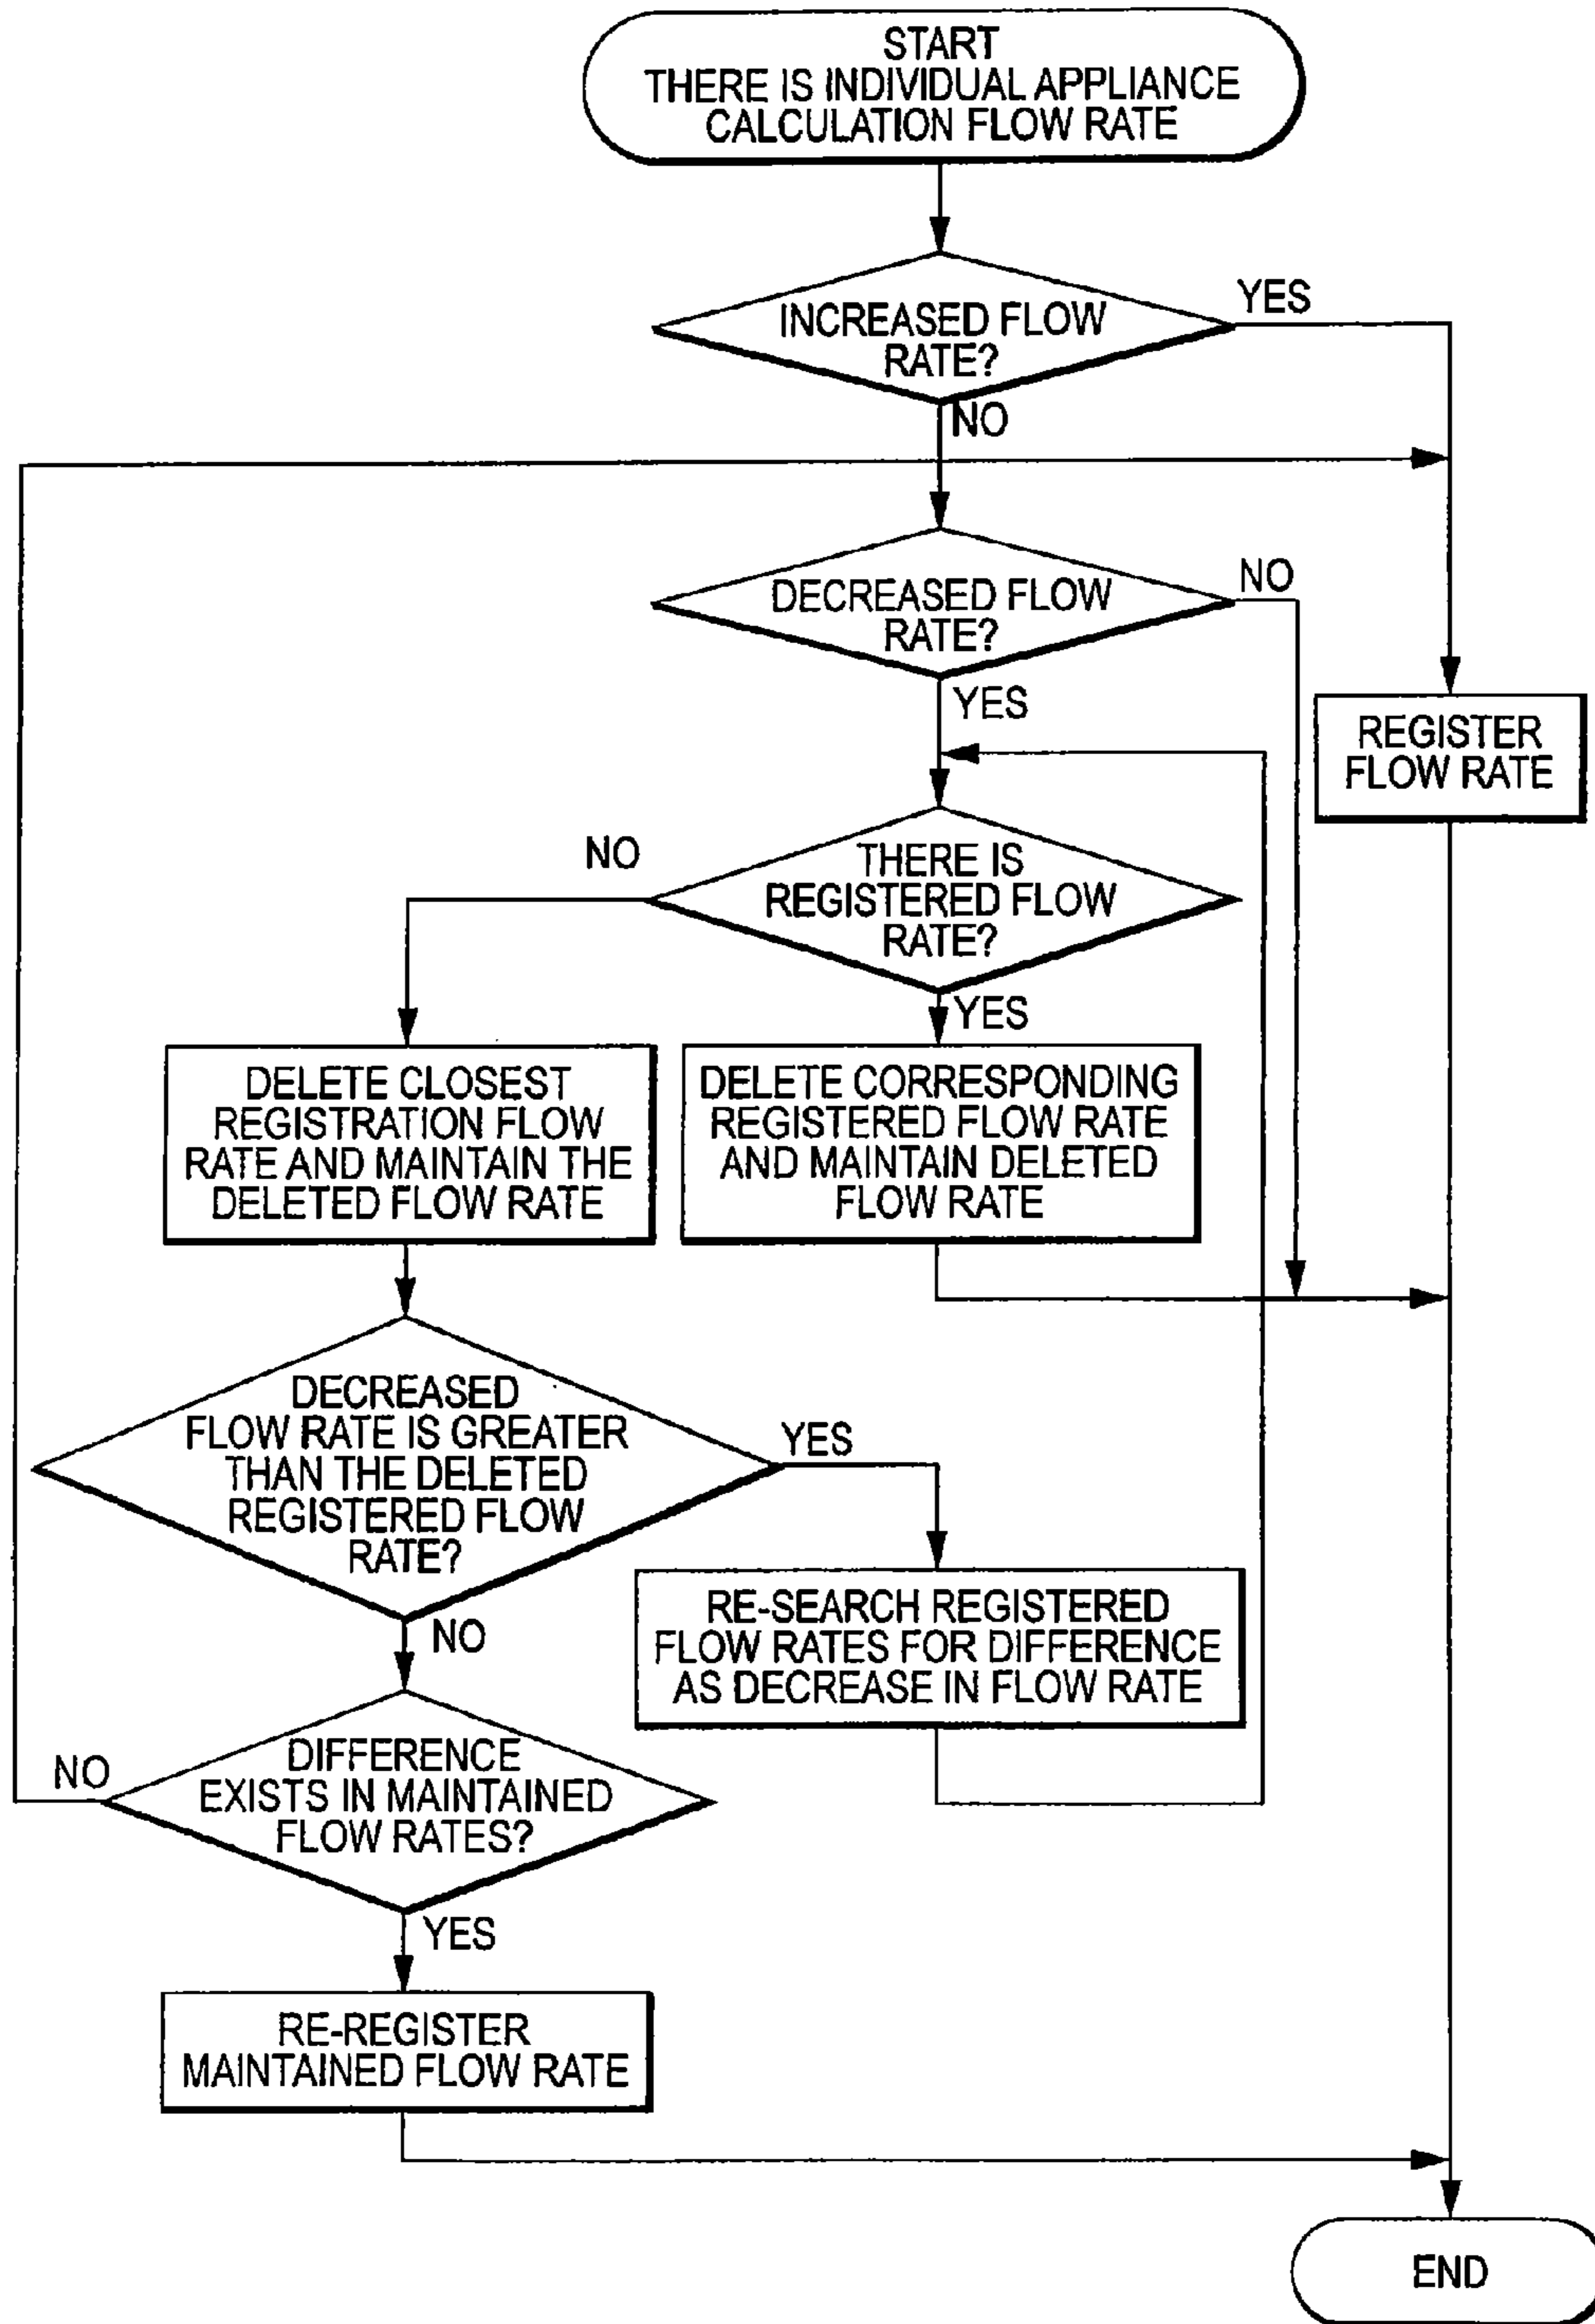 START
THERE IS INDIVIDUAL APPLIANCE
CALCULATION FLOW RATE
INCREASED FLOW
RATE?
YES
NO
DECREASED FLOW
RATE?
NO
YES
REGISTER
FLOW RATE
THERE IS
REGISTERED FLOW
RATE?
NO
YES
DELETE CLOSEST
REGISTRATION FLOW
RATE AND MAINTAIN THE
DELETED FLOW RATE
DELETE CORRESPONDING
REGISTERED FLOW RATE
AND MAINTAIN DELETED
FLOW RATE
DECREASED
FLOW RATE IS GREATER
THAN THE DELETED
REGISTERED FLOW
RATE?
YES
NO
RE-SEARCH REGISTERED
FLOW RATES FOR DIFFERENCE
AS DECREASE IN FLOW RATE
DIFFERENCE
EXISTS IN MAINTAINED
FLOW RATES?
NO
YES
RE-REGISTER
MAINTAINED FLOW RATE
END